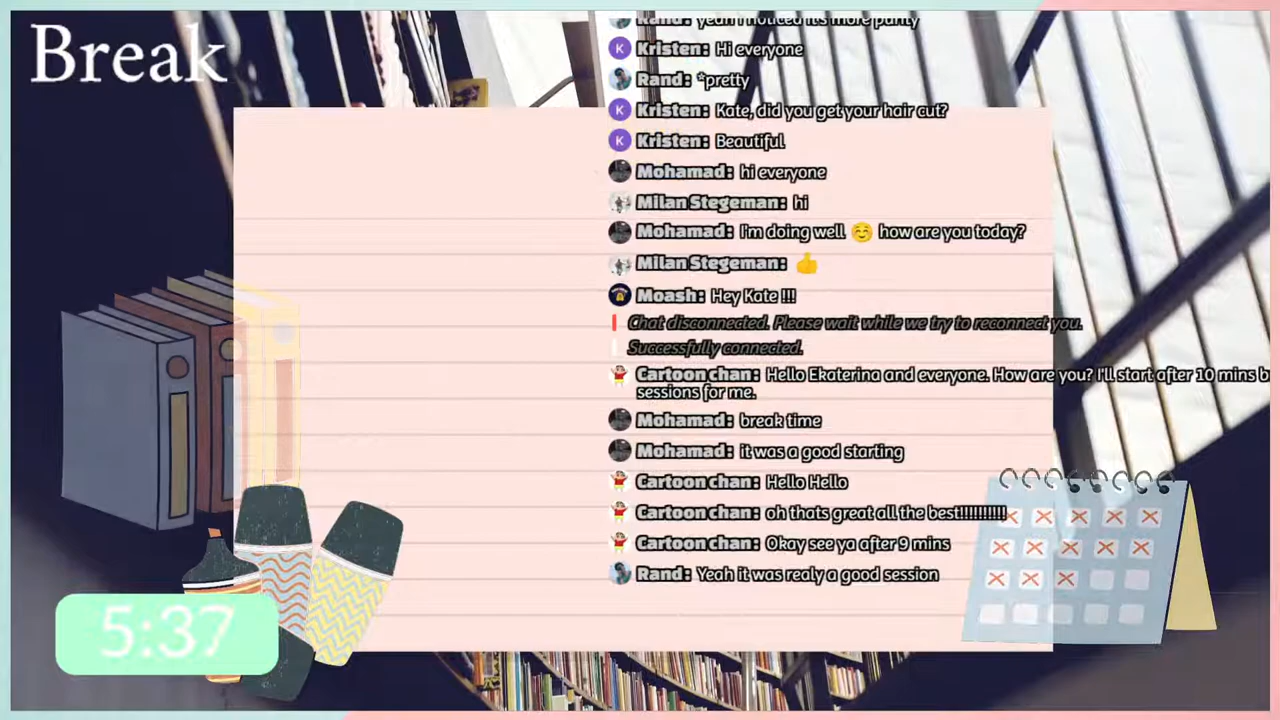 Break
Rand: yeah i noticed it's more
Kristen: Hi everyone
Rand: *pretty
Kristen: Kate, did you get your hair cut?
Kristen: Beautiful
Mohamad: hi everyone
Milan Stegeman: hi
Mohamad: I'm doing well ☺️ how are you today?
Milan Stegeman: 👍
Moash: Hey Kate !!!
Chat disconnected. Please wait while we try to reconnect you.
Successfully connected.
Cartoon chan: Hello Ekaterina and everyone. How are you? I'll start after 10 mins
sessions for me.
Mohamad: break time
Mohamad: it was a good starting
Cartoon chan: Hello Hello
Cartoon chan: oh thats great all the best!!!!!!!!!!
Cartoon chan: Okay see ya after 9 mins
Rand: Yeah it was realy a good session
5:37